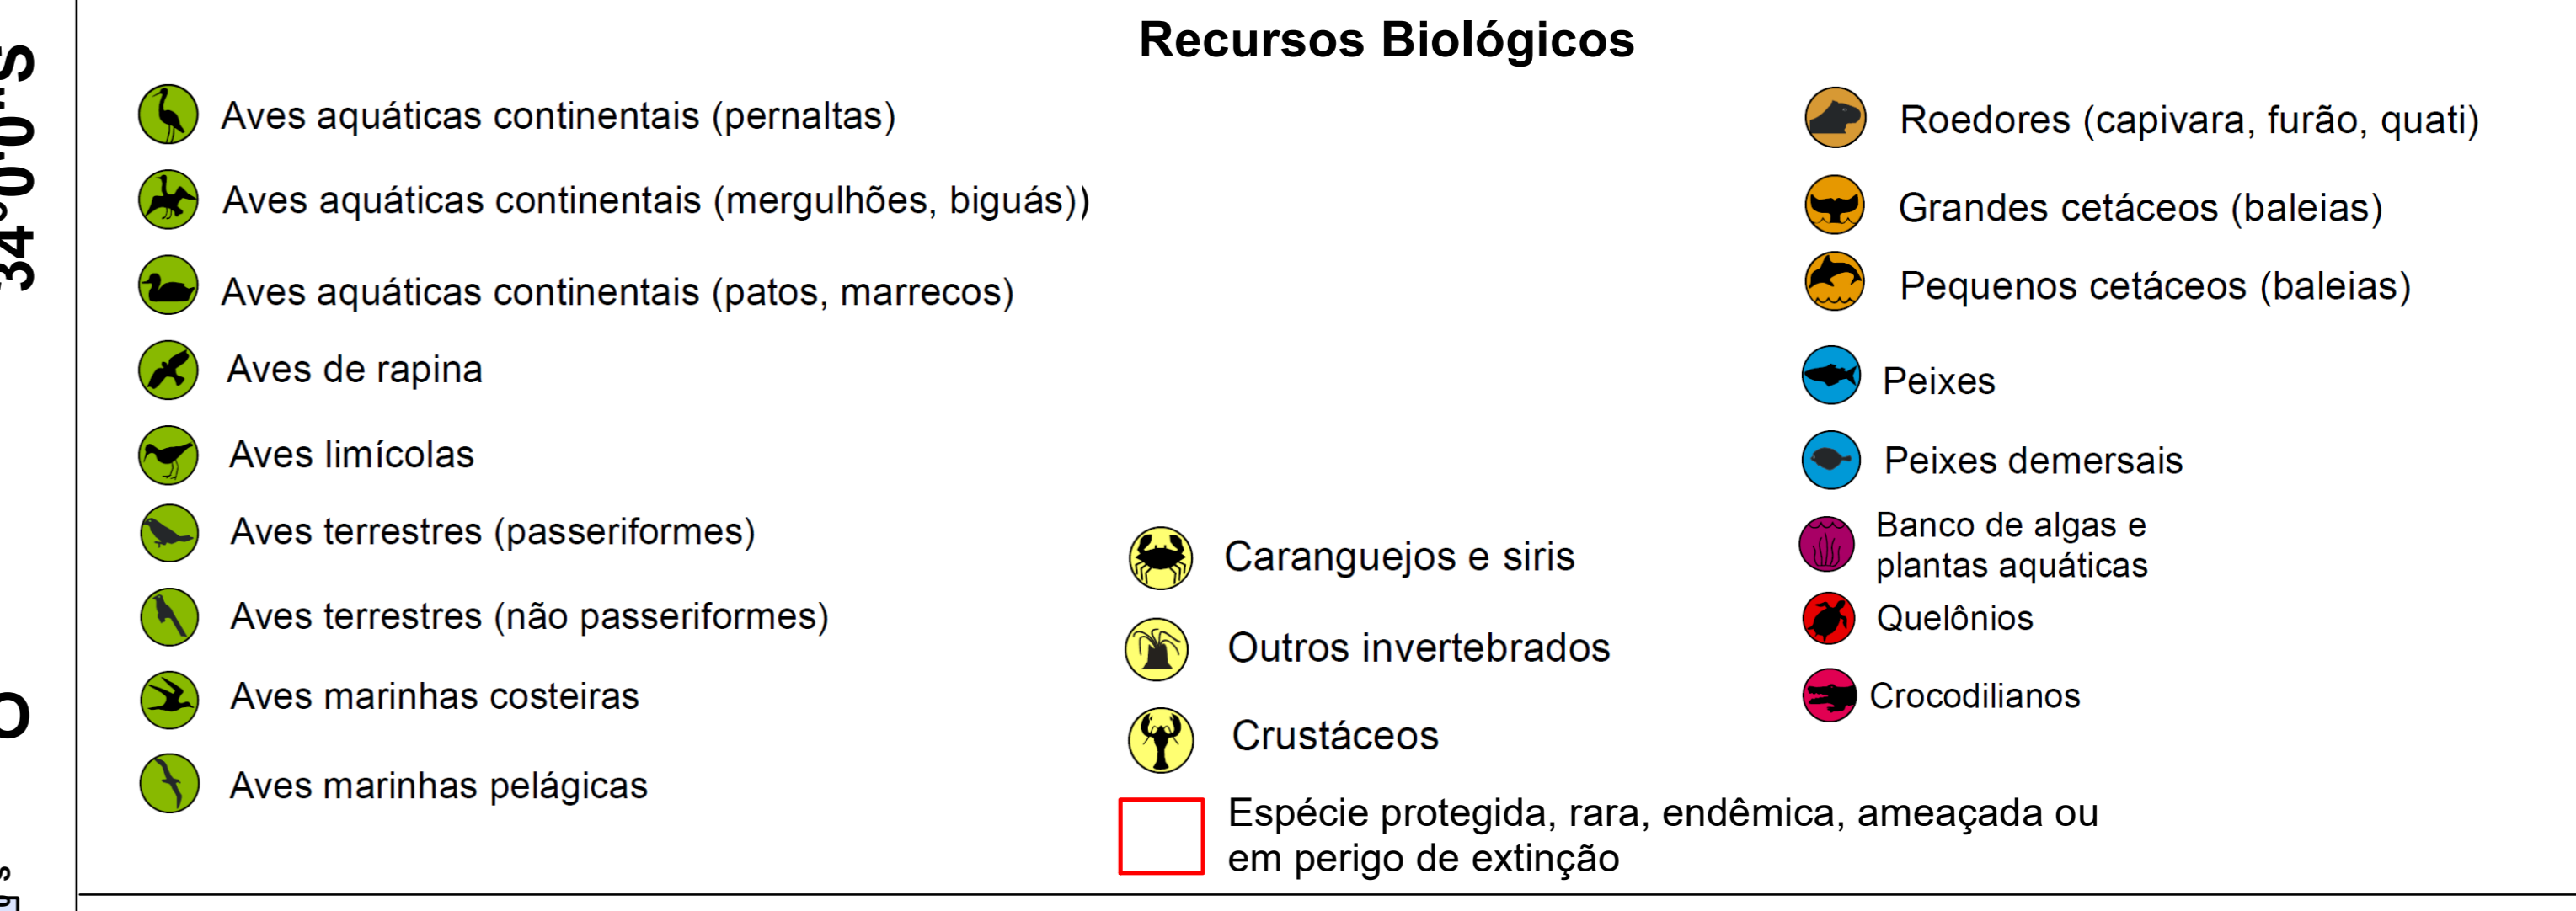 Recursos Biológicos
34°0'0"S
Aves aquáticas continentais (pernaltas)
Aves aquáticas continentais (mergulhões, biguás))
Aves aquáticas continentais (patos, marrecos)
Aves de rapina
Aves limícolas
Aves terrestres (passeriformes)
Aves terrestres (não passeriformes)
Aves marinhas costeiras
Aves marinhas pelágicas
Caranguejos e siris
Outros invertebrados
Crustáceos
Espécie protegida, rara, endêmica, ameaçada ou
em perigo de extinção
Roedores (capivara, furão, quati)
Grandes cetáceos (baleias)
Pequenos cetáceos (baleias)
Peixes
Peixes demersais
Banco de algas e
plantas aquáticas
Quelônios
Crocodilianos